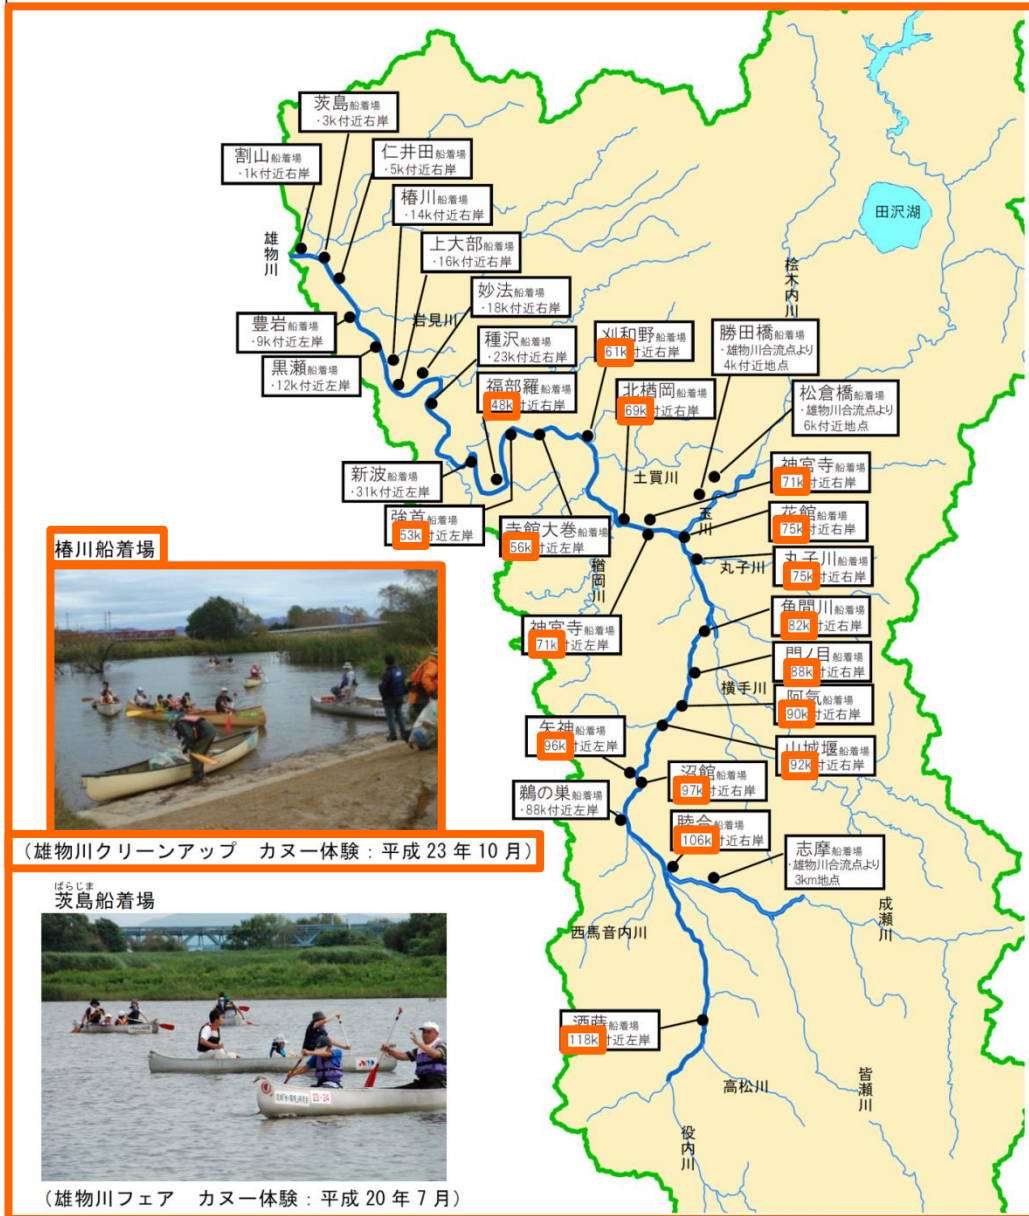 茨島船着場
・3k付近右岸
割山船着場
・1k付近右岸
仁井田船着場
・5k付近右岸
椿川船着場
・14k付近右岸
上大部船着場
・16k付近右岸
妙法船着場
・18k付近右岸
種沢船着場
・23k付近右岸
雄物川
岩見川
豊岩船着場
・9k付近左岸
黒瀬船着場
・12k付近左岸
福部羅船着場
48k付近右岸
刈和野船着場
61k付近右岸
北楢岡船着場
69k付近右岸
勝田橋船着場
・雄物川合流点より
4k付近地点
松倉橋船着場
・雄物川合流点より
6k付近地点
田沢湖
桧木内川
新波船着場
・31k付近左岸
強首船着場
53k付近左岸
寺館大巻船着場
56k付近左岸
土買川
玉川
楢岡川
神宮寺船着場
71k付近右岸
花館船着場
75k付近右岸
丸子川
丸子川船着場
75k付近右岸
神宮寺船着場
71k付近左岸
魚間川船着場
82k付近右岸
門ノ目船着場
88k付近右岸
横手川
阿気船着場
90k付近右岸
山城堰船着場
92k付近右岸
矢神船着場
96k付近左岸
沼館船着場
97k付近右岸
鵜の巣船着場
・88k付近左岸
睦合船着場
106k付近右岸
志摩船着場
・雄物川合流点より
3km地点
成瀬川
西馬音内川
酒蒔船着場
118k付近左岸
高松川
皆瀬川
役内川
椿川船着場
(雄物川クリーンアップ カヌー体験:平成23年10月)
ばらじま
茨島船着場
23-24
(雄物川フェア カヌー体験:平成20年7月)